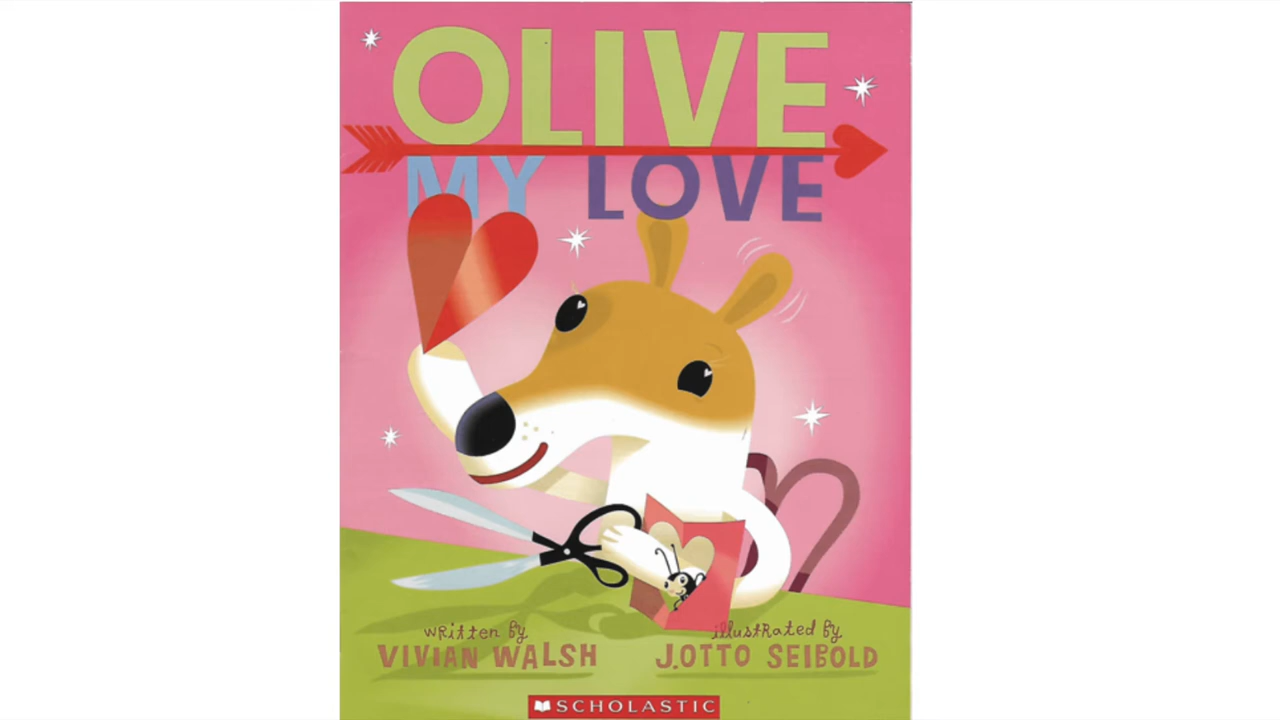 OLIVE
MY LOVE
written by
VIVIAN WALSH
illustRated by
J.OTTO SEIBOLD
SCHOLASTIC